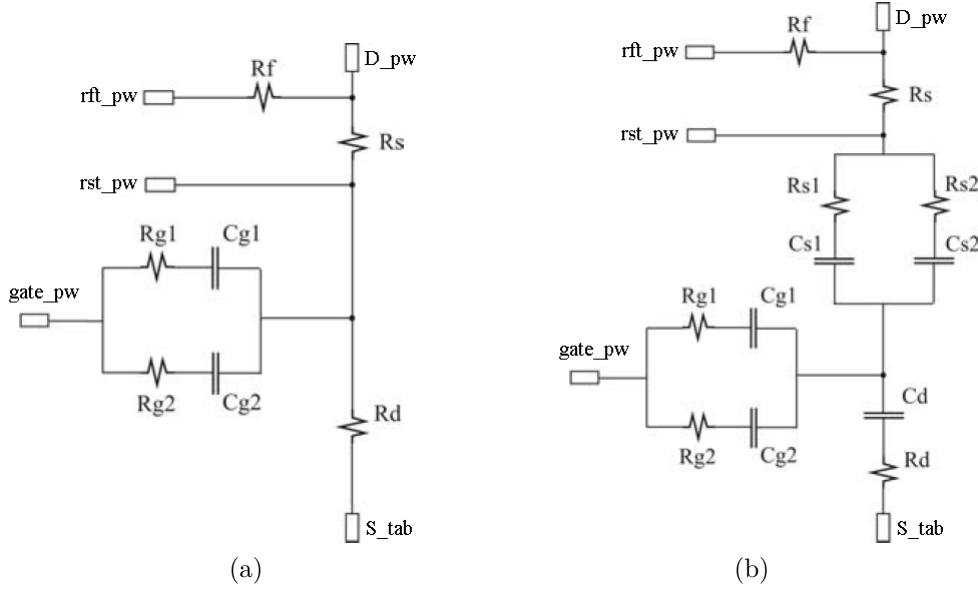 D_pw
Rf
rft_pw
Rs
rst_pw
Rg1
Cg1
gate_pw
Rg2
Cg2
Rd
S_tab
(a)
D_pw
Rf
rft_pw
Rs
rst_pw
Rs1
Rs2
Cs1
Cs2
Rg1
Cg1
gate_pw
Cd
Rg2
Cg2
Rd
S_tab
(b)